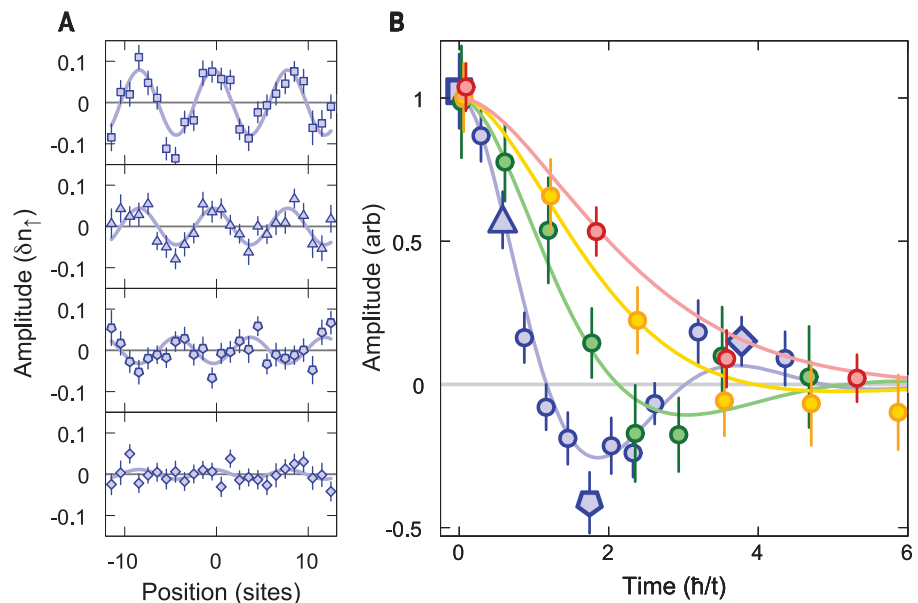 A
B
0.1
0
-0.1
0.1
0
-0.1
0.1
0
-0.1
0.1
0
-0.1
-10 0 10
Position (sites)
Amplitude (δn↑)
1
0.5
0
-0.5
0 2 4 6
Time (ħ/t)
Amplitude (arb)